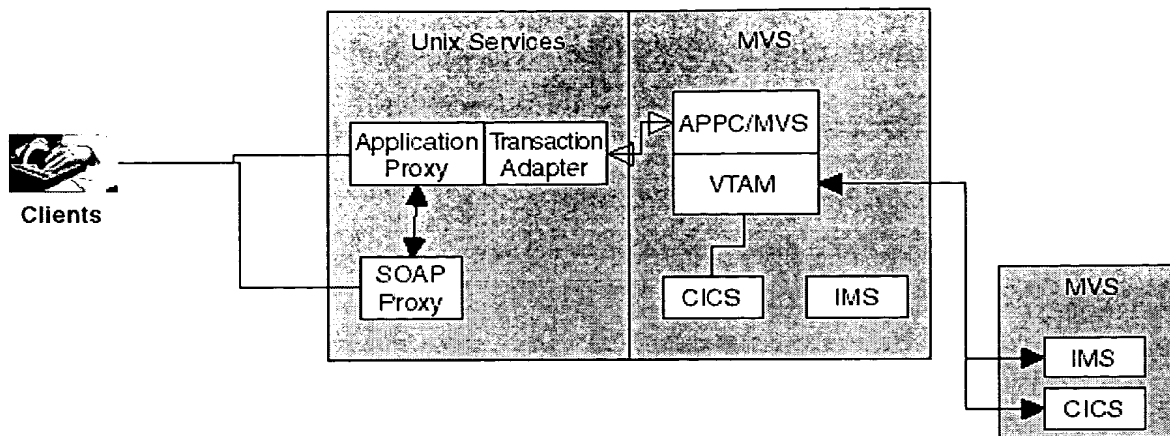 Unix Services
MVS
Application
Proxy
Transaction
Adapter
APPC/MVS
VTAM
Clients
SOAP
Proxy
CICS
IMS
MVS
IMS
CICS